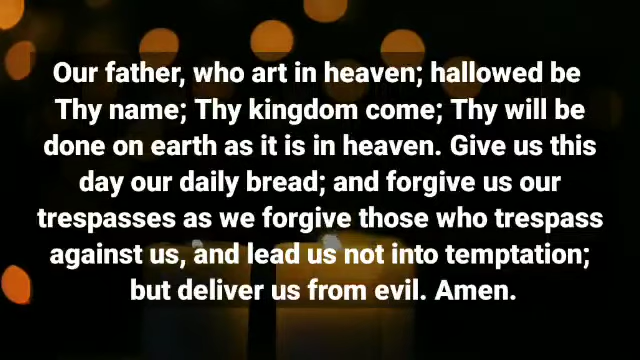 Our father, who art in heaven; hallowed be
Thy name; Thy kingdom come; Thy will be
done on earth as it is in heaven. Give us this
day our daily bread; and forgive us our
trespasses as we forgive those who trespass
against us, and lead us not into temptation;
but deliver us from evil. Amen.